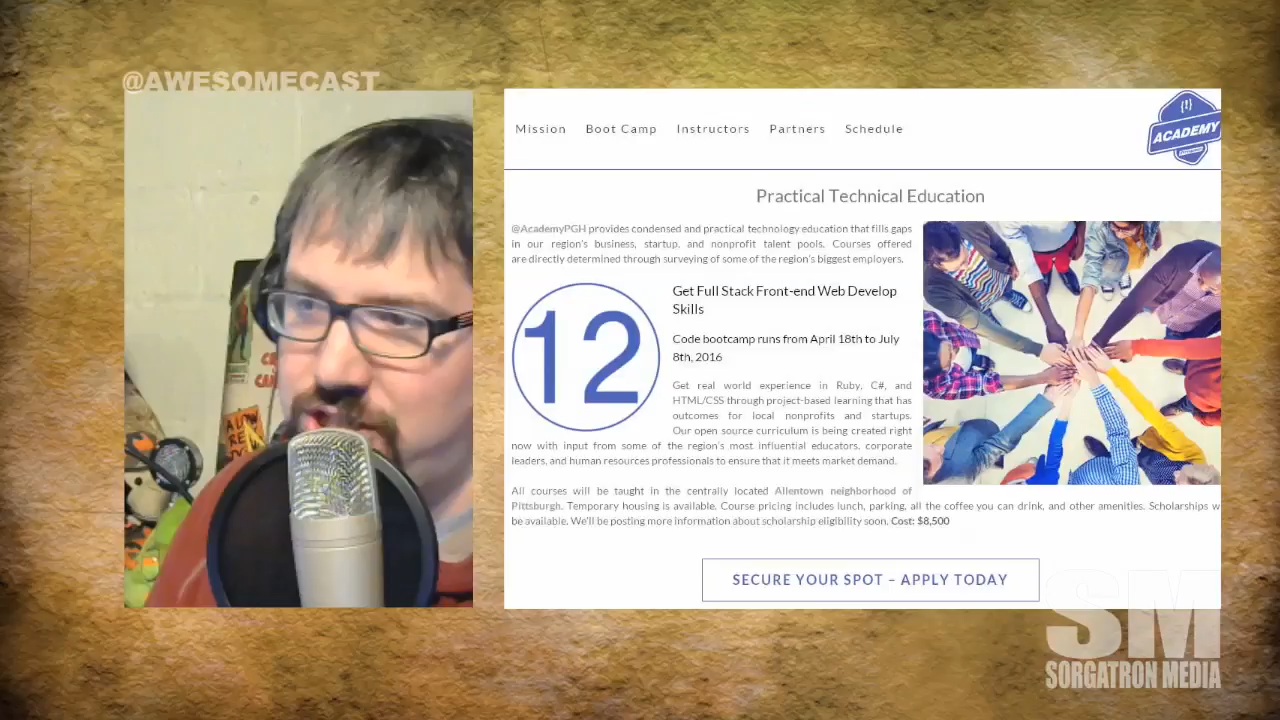 @AWESOMECAST
Mission Boot Camp Instructors Partners Schedule
ACADEMY
Practical Technical Education
@AcademyPGH provides condensed and practical technology education that fills gaps
in our region's business, startup, and nonprofit talent pools. Courses offered
are directly determined through surveying of some of the region's biggest employers.
12
Get Full Stack Front-end Web Develop
Skills
Code bootcamp runs from April 18th to July
8th, 2016
Get real world experience in Ruby, C#, and
HTML/CSS through project-based learning that has
outcomes for local nonprofits and startups.
Our open source curriculum is being created right
now with input from some of the region's most influential educators, corporate
leaders, and human resources professionals to ensure that it meets market demand.
All courses will be taught in the centrally located Allentown neighborhood of
Pittsburgh. Temporary housing is available. Course pricing includes lunch, parking, all the coffee you can drink, and other amenities. Scholarships w
be available. We'll be posting more information about scholarship eligibility soon. Cost: $8,500
SECURE YOUR SPOT – APPLY TODAY
SM
SORGATRON MEDIA